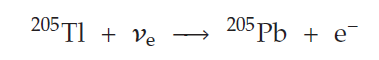 ²⁰⁵Tl + νₑ ⟶ ²⁰⁵Pb + e⁻